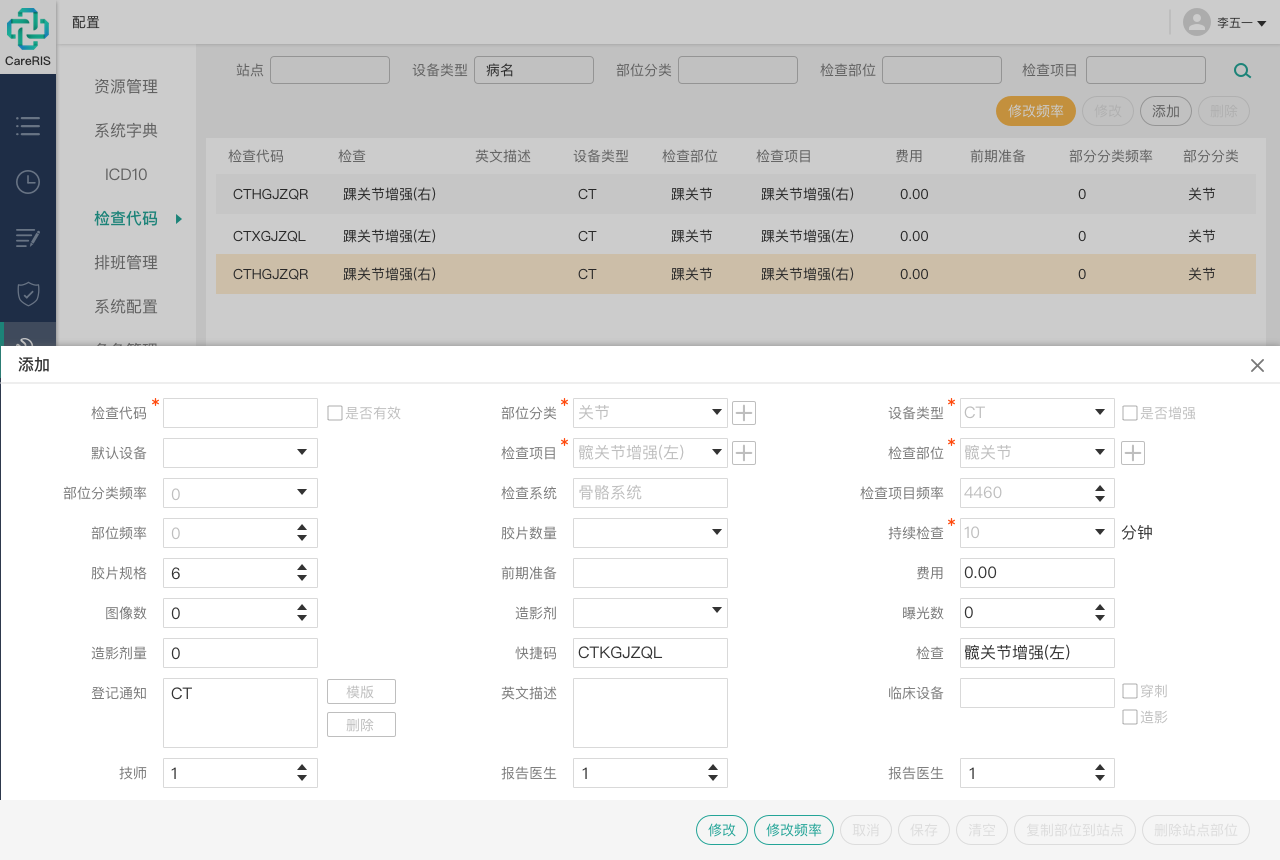 CareRIS
配置
李五一
资源管理
系统字典
ICD10
检查代码
排班管理
系统配置
站点 设备类型 病名 部位分类 检查部位 检查项目
修改频率 修改 添加 删除
检查代码 检查 英文描述 设备类型 检查部位 检查项目 费用 前期准备 部分分类频率 部分分类
CTHGJZQR 踝关节增强(右) CT 踝关节 踝关节增强(右) 0.00 0 关节
CTXGJZQL 踝关节增强(左) CT 踝关节 踝关节增强(左) 0.00 0 关节
CTHGJZQR 踝关节增强(右) CT 踝关节 踝关节增强(右) 0.00 0 关节
添加
检查代码 * 是否有效 部位分类 * 关节 设备类型 * CT 是否增强
默认设备 检查项目 * 髋关节增强(左) 检查部位 * 髋关节
部位分类频率 0 检查系统 骨骼系统 检查项目频率 4460
部位频率 0 胶片数量 持续检查 * 10 分钟
胶片规格 6 前期准备 费用 0.00
图像数 0 造影剂 曝光数 0
造影剂量 0 快捷码 CTKGJZQL 检查 髋关节增强(左)
登记通知 CT 模版 英文描述 临床设备 穿刺
删除 造影
技师 1 报告医生 1 报告医生 1
修改 修改频率 取消 保存 清空 复制部位到站点 删除站点部位